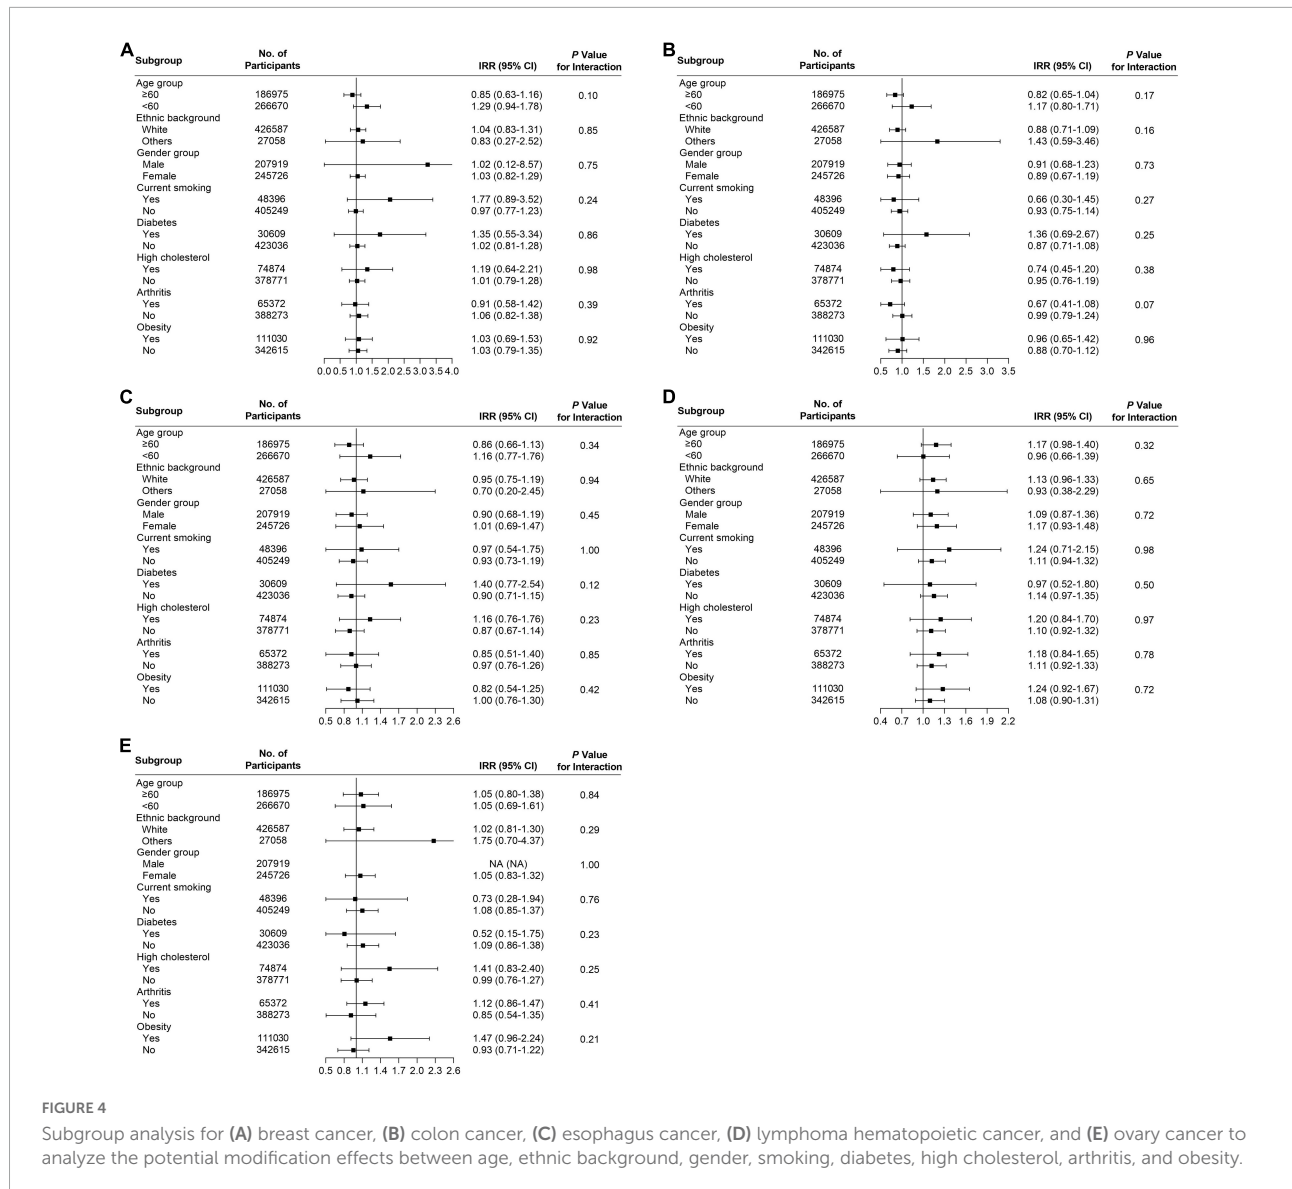 A
Subgroup No. of Participants IRR (95% CI) P Value for Interaction
Age group
≥60 186975 0.85 (0.63-1.16) 0.10
<60 266670 1.29 (0.94-1.78)
Ethnic background
White 426587 1.04 (0.83-1.31) 0.85
Others 27058 0.83 (0.27-2.52)
Gender group
Male 207919 1.02 (0.12-8.57) 0.75
Female 245726 1.03 (0.82-1.29)
Current smoking
Yes 48396 1.77 (0.89-3.52) 0.24
No 405249 0.97 (0.77-1.23)
Diabetes
Yes 30609 1.35 (0.55-3.34) 0.86
No 423036 1.02 (0.81-1.28)
High cholesterol
Yes 74874 1.19 (0.64-2.21) 0.98
No 378771 1.01 (0.79-1.28)
Arthritis
Yes 65372 0.91 (0.58-1.42) 0.39
No 388273 1.06 (0.82-1.38)
Obesity
Yes 111030 1.03 (0.69-1.53) 0.92
No 342615 1.03 (0.79-1.35)
0.0 0.5 1.0 1.5 2.0 2.5 3.0 3.5 4.0
B
Subgroup No. of Participants IRR (95% CI) P Value for Interaction
Age group
≥60 186975 0.82 (0.65-1.04) 0.17
<60 266670 1.17 (0.80-1.71)
Ethnic background
White 426587 0.88 (0.71-1.09) 0.16
Others 27058 1.43 (0.59-3.46)
Gender group
Male 207919 0.91 (0.68-1.23) 0.73
Female 245726 0.89 (0.67-1.19)
Current smoking
Yes 48396 0.66 (0.30-1.45) 0.27
No 405249 0.93 (0.75-1.14)
Diabetes
Yes 30609 1.36 (0.69-2.67) 0.25
No 423036 0.87 (0.71-1.08)
High cholesterol
Yes 74874 0.74 (0.45-1.20) 0.38
No 378771 0.95 (0.76-1.19)
Arthritis
Yes 65372 0.67 (0.41-1.08) 0.07
No 388273 0.99 (0.79-1.24)
Obesity
Yes 111030 0.96 (0.65-1.42) 0.96
No 342615 0.88 (0.70-1.12)
0.5 1.0 1.5 2.0 2.5 3.0 3.5
C
Subgroup No. of Participants IRR (95% CI) P Value for Interaction
Age group
≥60 186975 0.86 (0.66-1.13) 0.34
<60 266670 1.16 (0.77-1.76)
Ethnic background
White 426587 0.95 (0.75-1.19) 0.94
Others 27058 0.70 (0.20-2.45)
Gender group
Male 207919 0.90 (0.68-1.19) 0.45
Female 245726 1.01 (0.69-1.47)
Current smoking
Yes 48396 0.97 (0.54-1.75) 1.00
No 405249 0.93 (0.73-1.19)
Diabetes
Yes 30609 1.40 (0.77-2.54) 0.12
No 423036 0.90 (0.71-1.15)
High cholesterol
Yes 74874 1.16 (0.76-1.76) 0.23
No 378771 0.87 (0.67-1.14)
Arthritis
Yes 65372 0.85 (0.51-1.40) 0.85
No 388273 0.97 (0.76-1.26)
Obesity
Yes 111030 0.82 (0.54-1.25) 0.42
No 342615 1.00 (0.76-1.30)
0.5 0.8 1.1 1.4 1.7 2.0 2.3 2.6
D
Subgroup No. of Participants IRR (95% CI) P Value for Interaction
Age group
≥60 186975 1.17 (0.98-1.40) 0.32
<60 266670 0.96 (0.66-1.39)
Ethnic background
White 426587 1.13 (0.96-1.33) 0.65
Others 27058 0.93 (0.38-2.29)
Gender group
Male 207919 1.09 (0.87-1.36) 0.72
Female 245726 1.17 (0.93-1.48)
Current smoking
Yes 48396 1.24 (0.71-2.15) 0.98
No 405249 1.11 (0.94-1.32)
Diabetes
Yes 30609 0.97 (0.52-1.80) 0.50
No 423036 1.14 (0.97-1.35)
High cholesterol
Yes 74874 1.20 (0.84-1.70) 0.97
No 378771 1.10 (0.92-1.32)
Arthritis
Yes 65372 1.18 (0.84-1.65) 0.78
No 388273 1.11 (0.92-1.33)
Obesity
Yes 111030 1.24 (0.92-1.67) 0.72
No 342615 1.08 (0.90-1.31)
0.4 0.7 1.0 1.3 1.6 1.9 2.2
E
Subgroup No. of Participants IRR (95% CI) P Value for Interaction
Age group
≥60 186975 1.05 (0.80-1.38) 0.84
<60 266670 1.05 (0.69-1.61)
Ethnic background
White 426587 1.02 (0.81-1.30) 0.29
Others 27058 1.75 (0.70-4.37)
Gender group
Male 207919 NA (NA) 1.00
Female 245726 1.05 (0.83-1.32)
Current smoking
Yes 48396 0.73 (0.28-1.94) 0.76
No 405249 1.08 (0.85-1.37)
Diabetes
Yes 30609 0.52 (0.15-1.75) 0.23
No 423036 1.09 (0.86-1.38)
High cholesterol
Yes 74874 1.41 (0.83-2.40) 0.25
No 378771 0.99 (0.76-1.27)
Arthritis
Yes 65372 1.12 (0.86-1.47) 0.41
No 388273 0.85 (0.54-1.35)
Obesity
Yes 111030 1.47 (0.96-2.24) 0.21
No 342615 0.93 (0.71-1.22)
0.5 0.8 1.1 1.4 1.7 2.0 2.3 2.6
FIGURE 4
Subgroup analysis for (A) breast cancer, (B) colon cancer, (C) esophagus cancer, (D) lymphoma hematopoietic cancer, and (E) ovary cancer to
analyze the potential modification effects between age, ethnic background, gender, smoking, diabetes, high cholesterol, arthritis, and obesity.